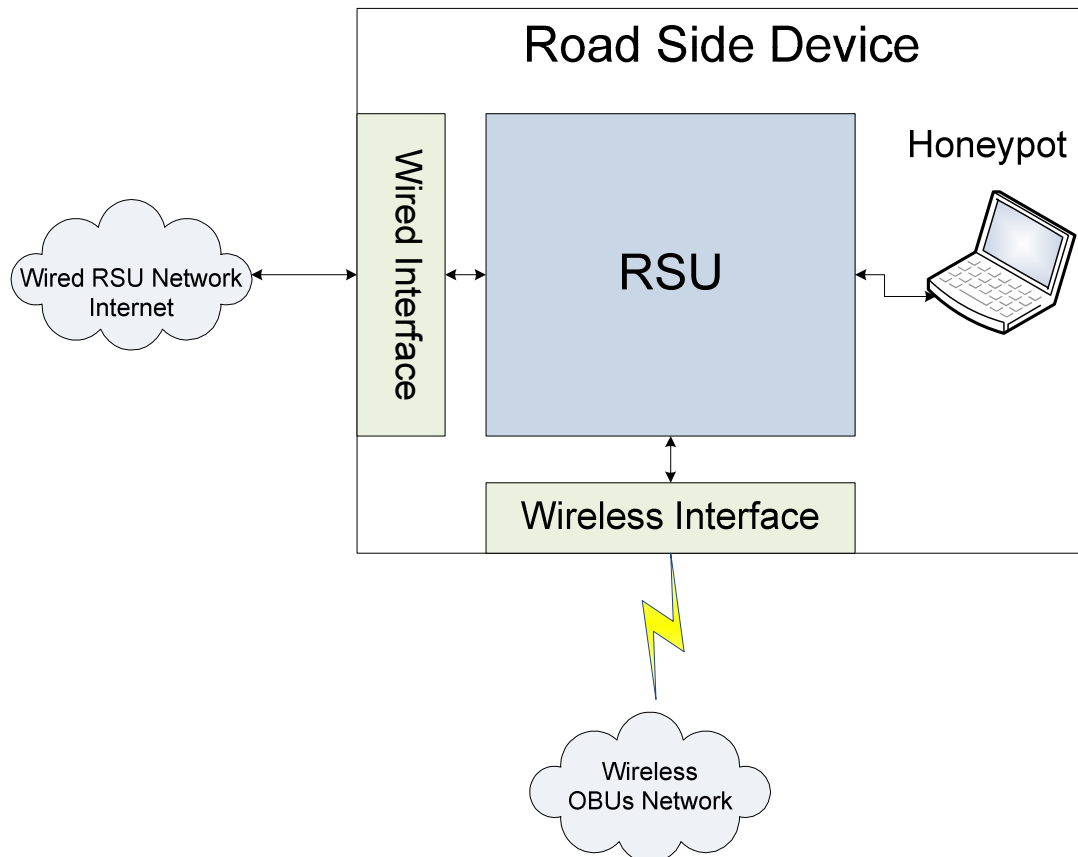 Road Side Device
Honeypot
Wired Interface
RSU
Wired RSU Network
Internet
Wireless Interface
Wireless
OBUs Network